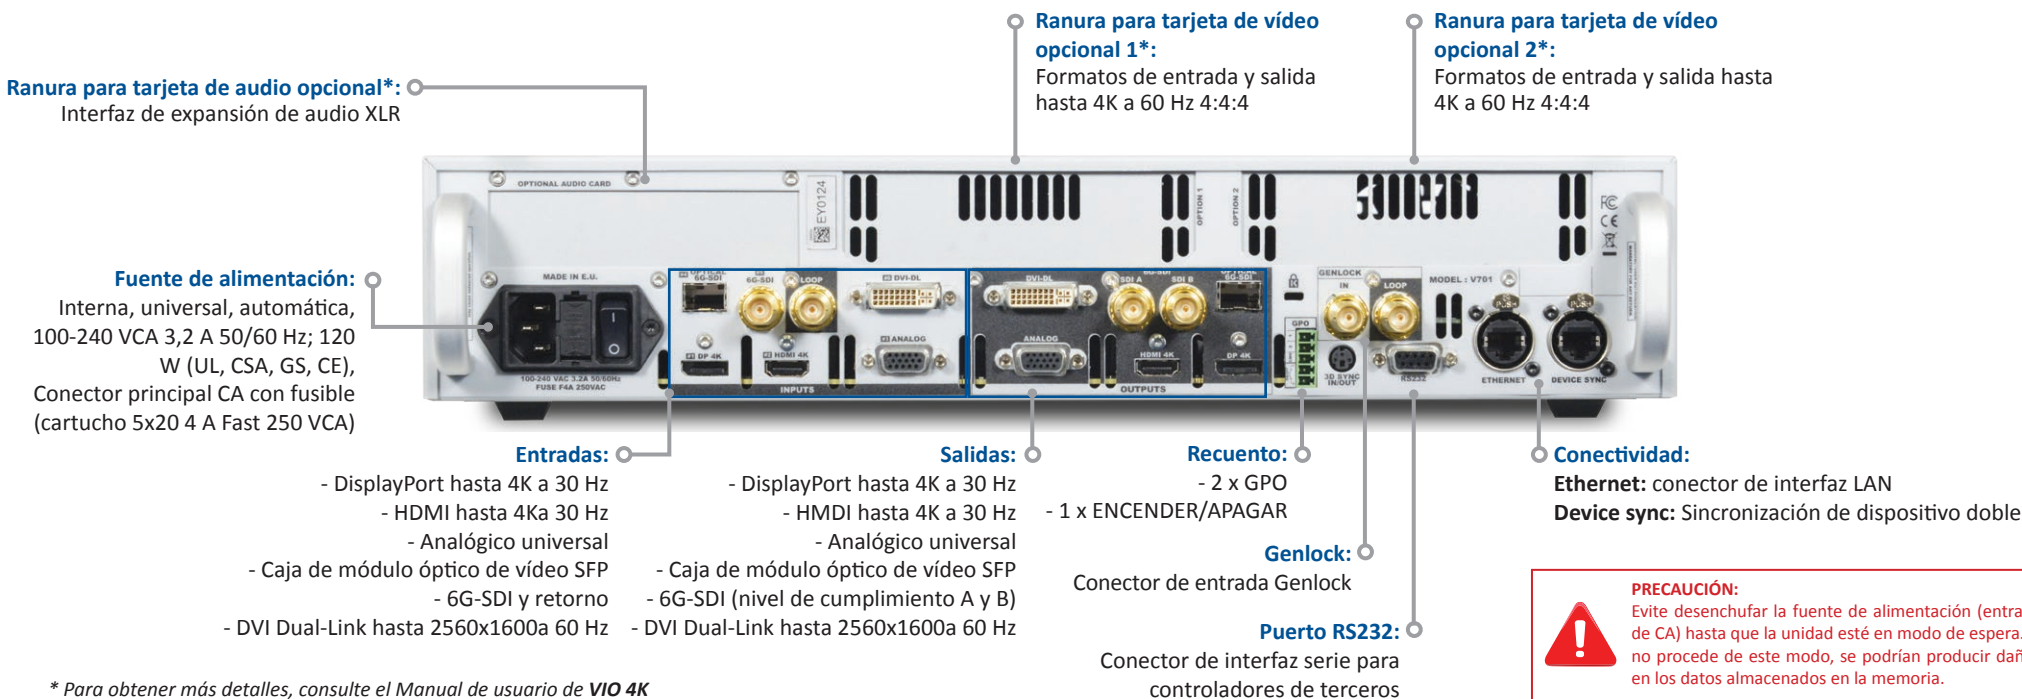 Ranura para tarjeta de vídeo
opcional 1*:
Formatos de entrada y salida
hasta 4K a 60 Hz 4:4:4
Ranura para tarjeta de vídeo
opcional 2*:
Formatos de entrada y salida hasta
4K a 60 Hz 4:4:4
Ranura para tarjeta de audio opcional*:
Interfaz de expansión de audio XLR
OPTIONAL AUDIO CARD
EY0124
OPTION 1
OPTION 2
FC
CE
Fuente de alimentación:
Interna, universal, automática,
100-240 VCA 3,2 A 50/60 Hz; 120
W (UL, CSA, GS, CE),
Conector principal CA con fusible
(cartucho 5x20 4 A Fast 250 VCA)
MADE IN E.U.
100-240 VAC 3.2A 50/60Hz
FUSE F4A 250VAC
OPTICAL
6G-SDI
6G-SDI
LOOP
DVI-DL
DP 4K
HDMI 4K
ANALOG
INPUTS
DVI-DL
6G-SDI
SDI A
SDI B
OPTICAL
6G-SDI
ANALOG
HDMI 4K
DP 4K
OUTPUTS
K
GPO
GENLOCK
IN
LOOP
MODEL : V701
3D SYNC
IN/OUT
RS232
PUSH
PUSH
ETHERNET
DEVICE SYNC
Entradas:
- DisplayPort hasta 4K a 30 Hz
- HDMI hasta 4Ka 30 Hz
- Analógico universal
- Caja de módulo óptico de vídeo SFP
- 6G-SDI y retorno
- DVI Dual-Link hasta 2560x1600a 60 Hz
Salidas:
- DisplayPort hasta 4K a 30 Hz
- HMDI hasta 4K a 30 Hz
- Analógico universal
- Caja de módulo óptico de vídeo SFP
- 6G-SDI (nivel de cumplimiento A y B)
- DVI Dual-Link hasta 2560x1600a 60 Hz
Recuento:
- 2 x GPO
- 1 x ENCENDER/APAGAR
Genlock:
Conector de entrada Genlock
Puerto RS232:
Conector de interfaz serie para
controladores de terceros
Conectividad:
Ethernet: conector de interfaz LAN
Device sync: Sincronización de dispositivo doble
PRECAUCIÓN:
Evite desenchufar la fuente de alimentación (entra
de CA) hasta que la unidad esté en modo de espera.
no procede de este modo, se podrían producir dañ
en los datos almacenados en la memoria.
* Para obtener más detalles, consulte el Manual de usuario de VIO 4K